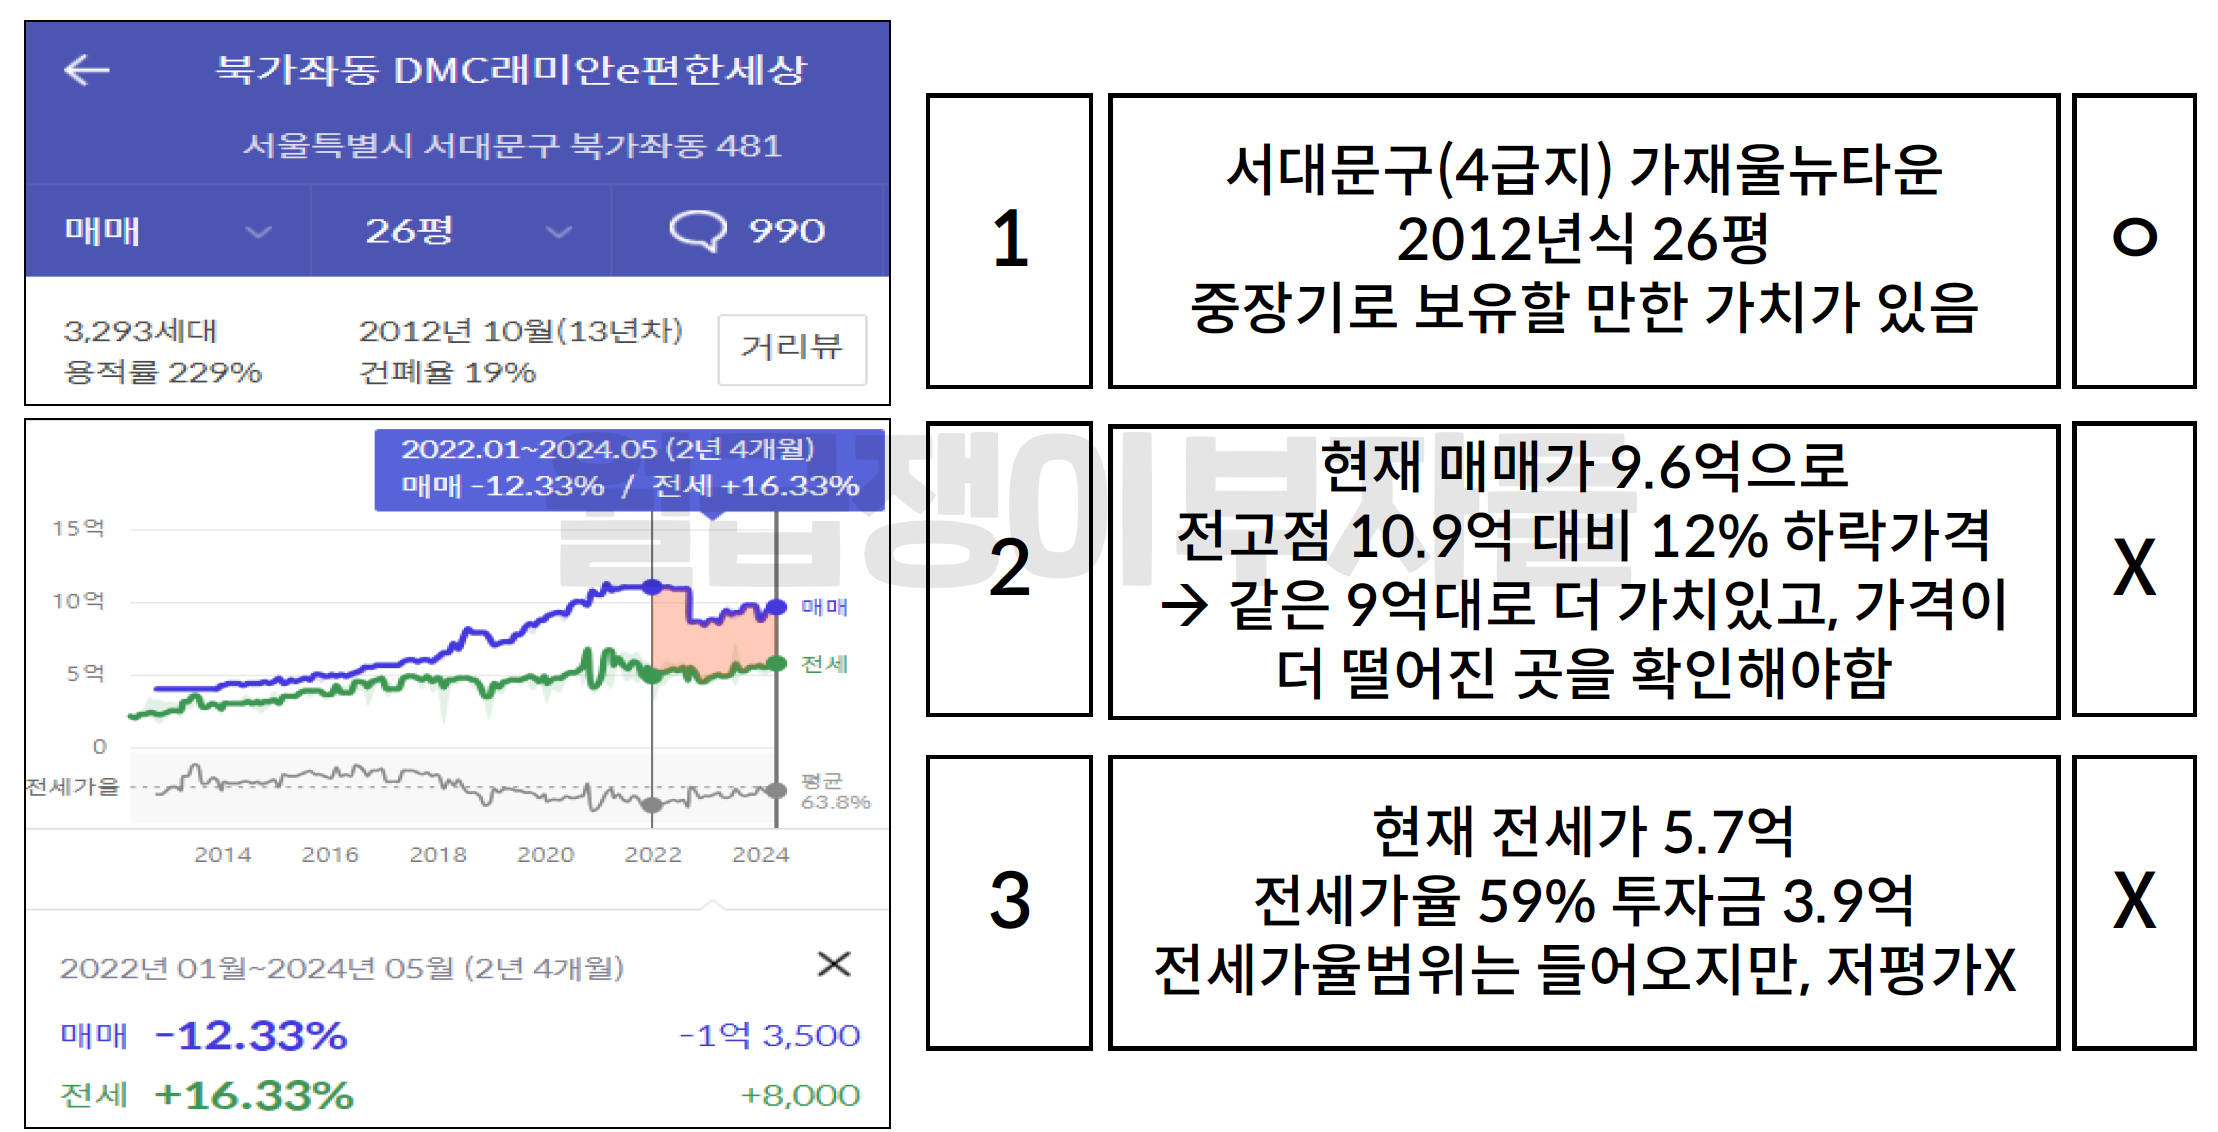 북가좌동 DMC래미안e편한세상
서울특별시 서대문구 북가좌동 481
매매 26평 990
3,293세대 2012년 10월(13년차) 거리뷰
용적률 229% 건폐율 19%
2022.01~2024.05 (2년 4개월)
매매 -12.33% / 전세 +16.33%
15억
10억
매매
전세
5억
0
전세가율
평균
63.8%
2014 2016 2018 2020 2022 2024
2022년 01월~2024년 05월 (2년 4개월)
매매 -12.33% -1억 3,500
전세 +16.33% +8,000
1
서대문구(4급지) 가재울뉴타운
2012년식 26평
중장기로 보유할 만한 가치가 있음
O
월급쟁이부자들
2
현재 매매가 9.6억으로
전고점 10.9억 대비 12% 하락가격
→ 같은 9억대로 더 가치있고, 가격이
더 떨어진 곳을 확인해야함
X
3
현재 전세가 5.7억
전세가율 59% 투자금 3.9억
전세가율범위는 들어오지만, 저평가X
X